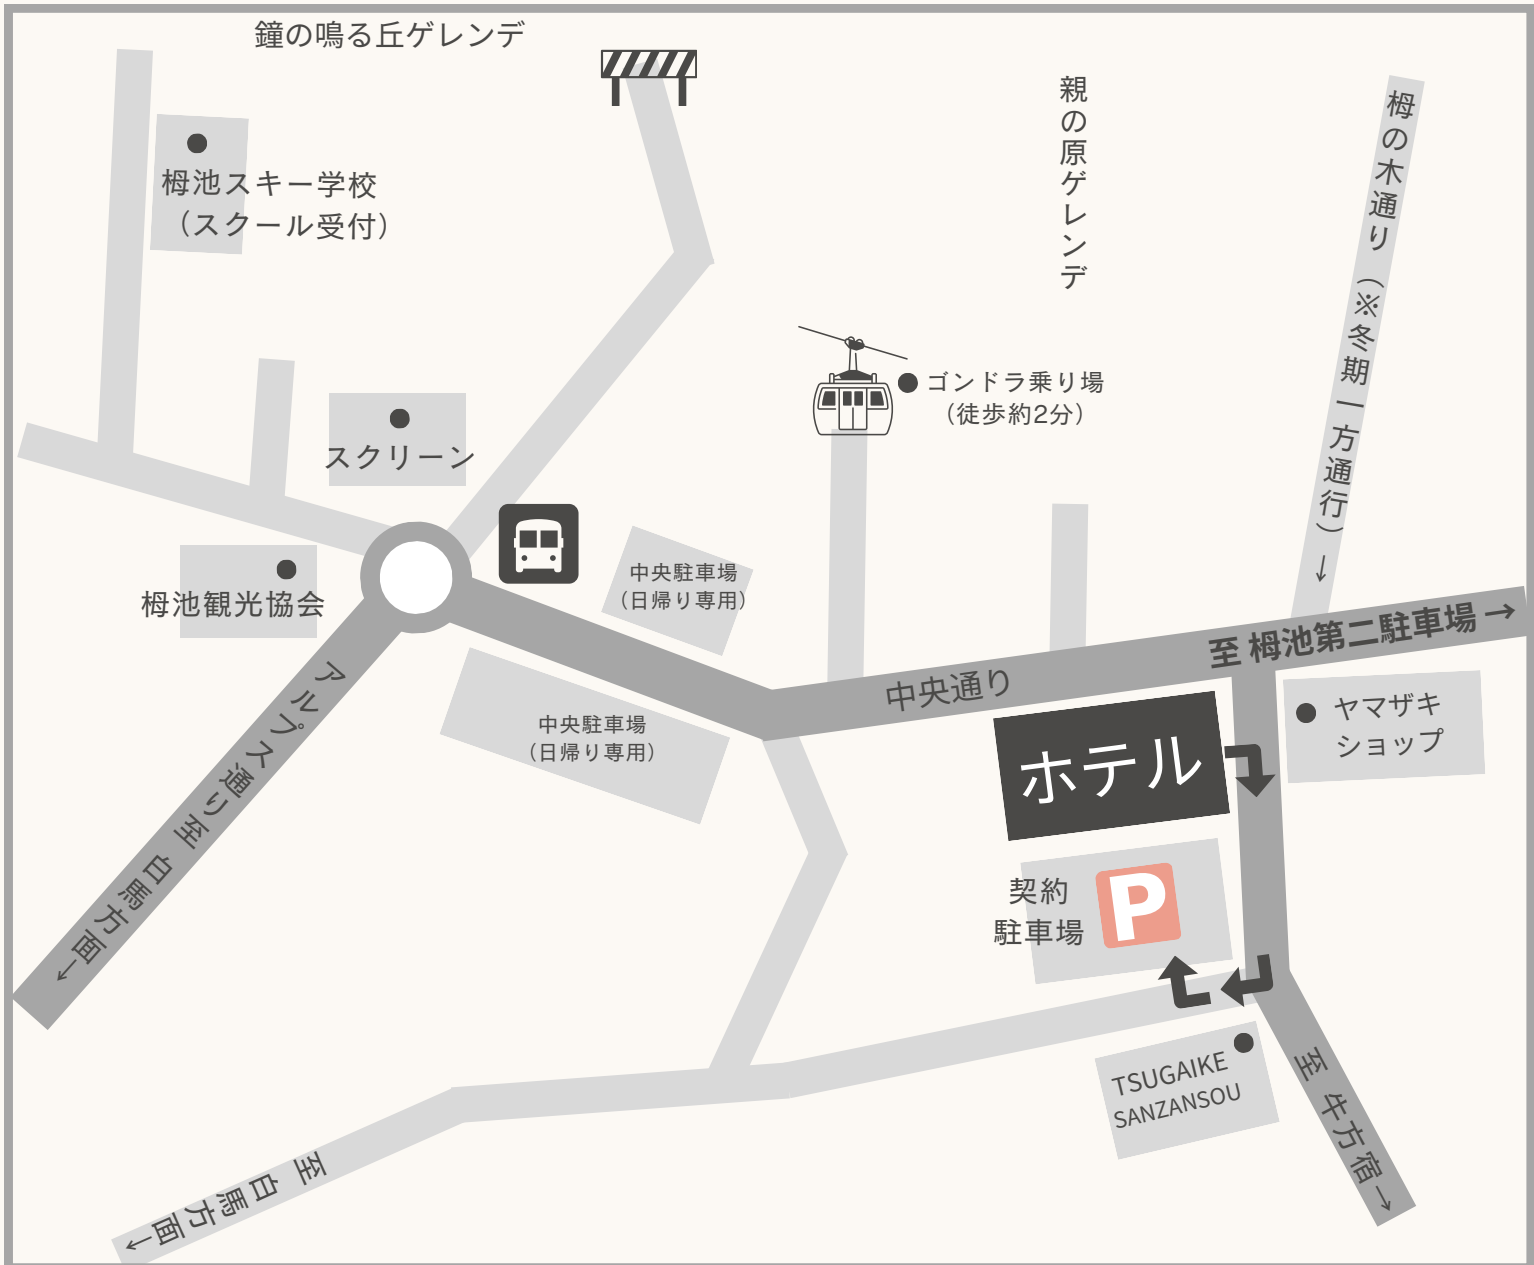 鐘の鳴る丘ゲレンデ
親の原ゲレンデ
栂の木通り（※冬期一方通行）→
栂池スキー学校
（スクール受付）
ゴンドラ乗り場
（徒歩約2分）
スクリーン
栂池観光協会
中央駐車場
（日帰り専用）
中央駐車場
（日帰り専用）
アルプス通り至 白馬方面→
中央通り
至 栂池第二駐車場→
ヤマザキ
ショップ
ホテル
契約
駐車場
P
TSUGAIKE
SANZANSOU
至 牛方宿→
至 白馬方面→